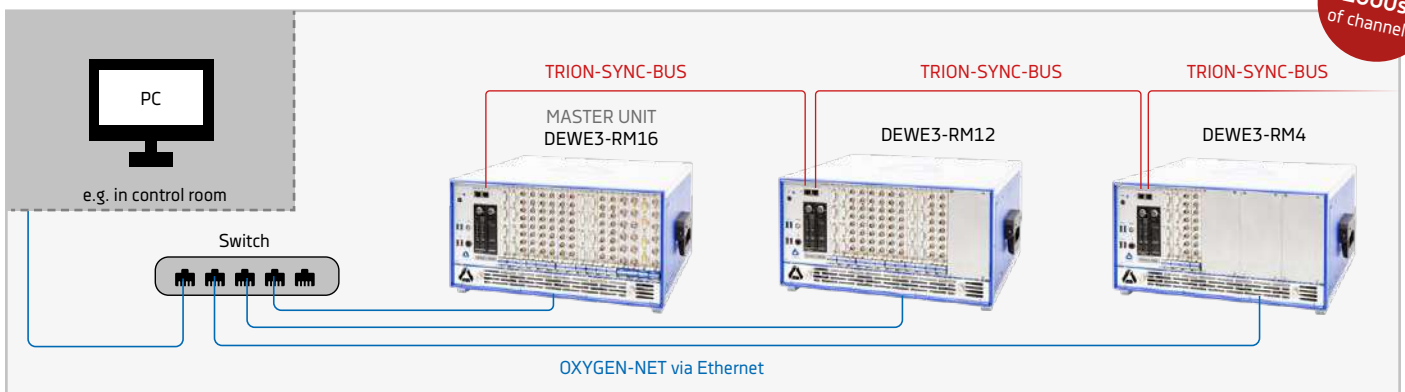 of channel
TRION-SYNC-BUS
TRION-SYNC-BUS
TRION-SYNC-BUS
PC
MASTER UNIT
DEWE3-RM16
DEWE3-RM12
DEWE3-RM4
e.g. in control room
Switch
OXYGEN-NET via Ethernet